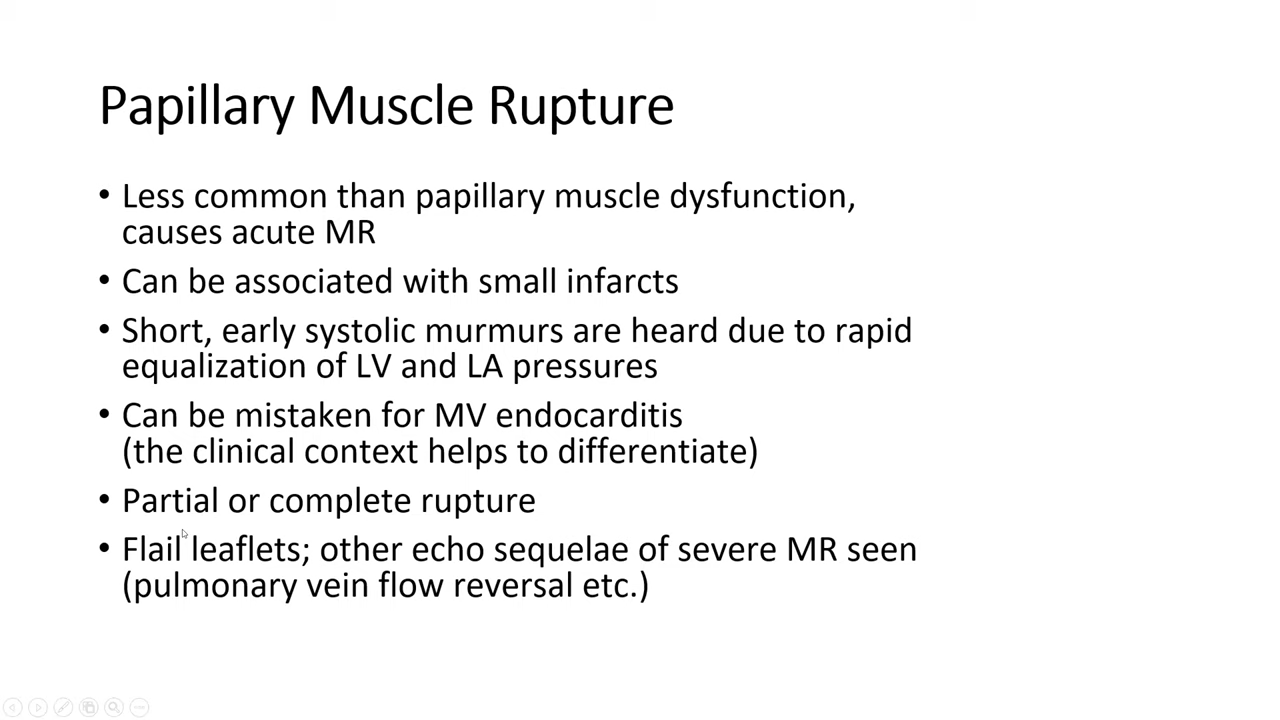 Papillary Muscle Rupture
• Less common than papillary muscle dysfunction,
causes acute MR
• Can be associated with small infarcts
• Short, early systolic murmurs are heard due to rapid
equalization of LV and LA pressures
• Can be mistaken for MV endocarditis
(the clinical context helps to differentiate)
• Partial or complete rupture
• Flail leaflets; other echo sequelae of severe MR seen
(pulmonary vein flow reversal etc.)